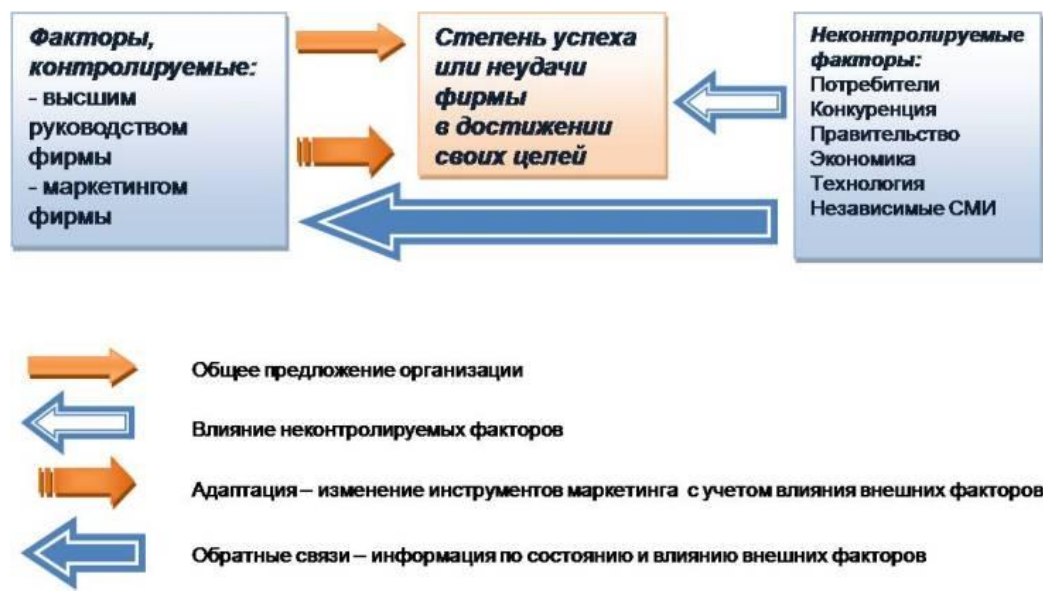 Факторы,
контролируемые:
- высшим
руководством
фирмы
- маркетингом
фирмы
Степень успеха
или неудачи
фирмы
в достижении
своих целей
Неконтролируемые
факторы:
Потребители
Конкуренция
Правительство
Экономика
Технология
Независимые СМИ
Общее предложение организации
Влияние неконтролируемых факторов
Адаптация – изменение инструментов маркетинга с учетом влияния внешних факторов
Обратные связи – информация по состоянию и влиянию внешних факторов